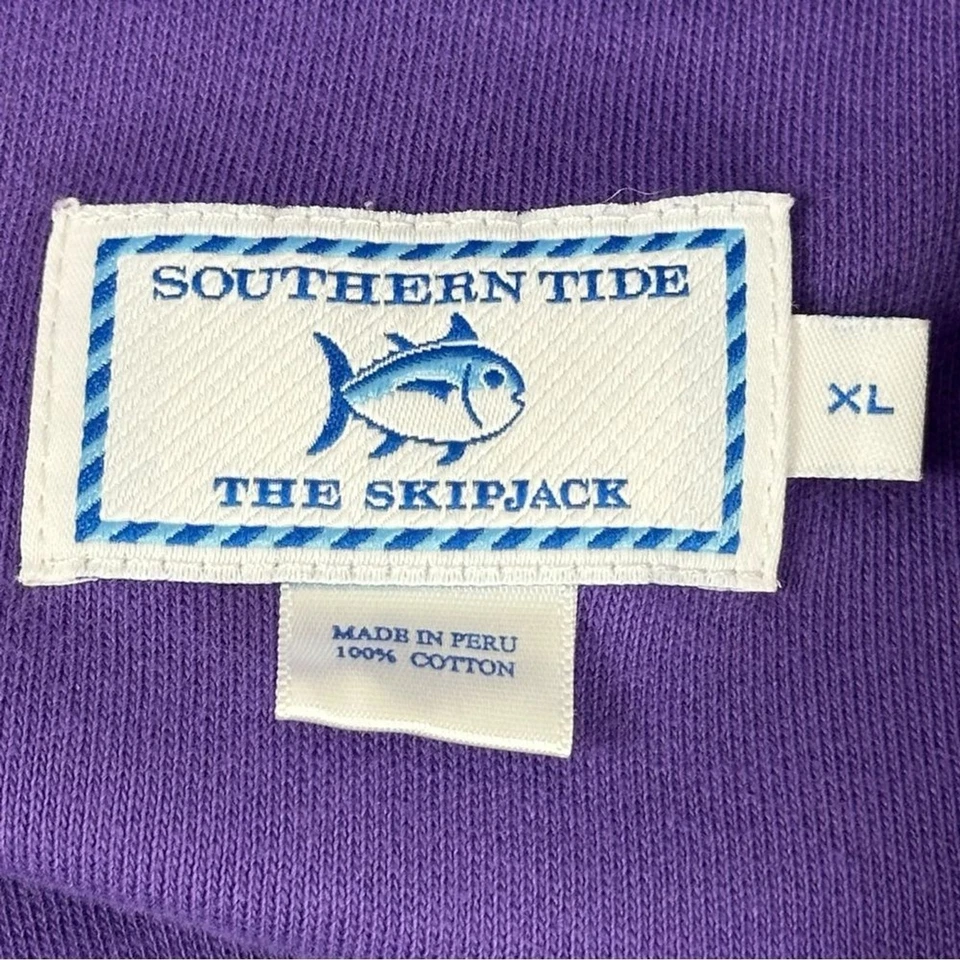 SOUTHERN TIDE
THE SKIPJACK
XL
MADE IN PERU
100% COTTON